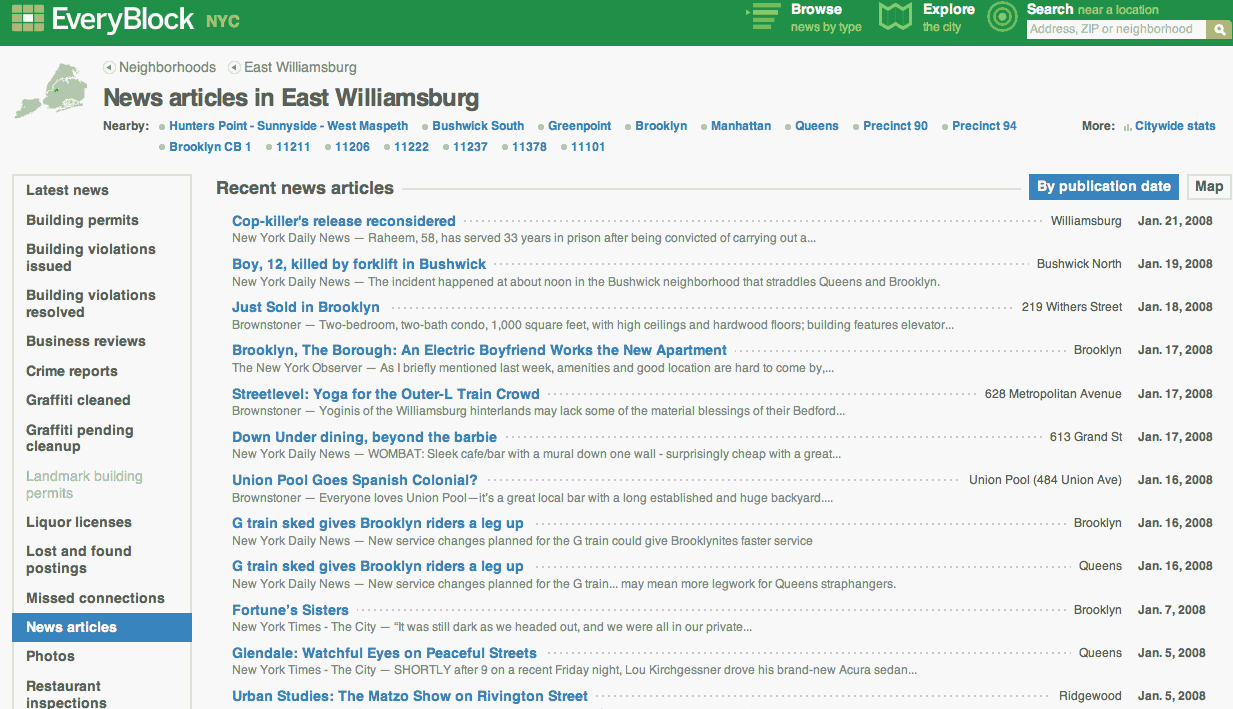 EveryBlock NYC
Browse
news by type
Explore
the city
Search near a location
Address, ZIP or neighborhood
Neighborhoods East Williamsburg
News articles in East Williamsburg
Nearby: Hunters Point - Sunnyside - West Maspeth Bushwick South Greenpoint Brooklyn Manhattan Queens Precinct 90 Precinct 94
Brooklyn CB 1 11211 11206 11222 11237 11378 11101
More: Citywide stats
Latest news
Building permits
Building violations
issued
Building violations
resolved
Business reviews
Crime reports
Graffiti cleaned
Graffiti pending
cleanup
Landmark building
permits
Liquor licenses
Lost and found
postings
Missed connections
News articles
Photos
Restaurant
inspections
Recent news articles
By publication date Map
Cop-killer's release reconsidered Williamsburg Jan. 21, 2008
New York Daily News — Raheem, 58, has served 33 years in prison after being convicted of carrying out a...
Boy, 12, killed by forklift in Bushwick Bushwick North Jan. 19, 2008
New York Daily News — The incident happened at about noon in the Bushwick neighborhood that straddles Queens and Brooklyn.
Just Sold in Brooklyn 219 Withers Street Jan. 18, 2008
Brownstoner — Two-bedroom, two-bath condo, 1,000 square feet, with high ceilings and hardwood floors; building features elevator...
Brooklyn, The Borough: An Electric Boyfriend Works the New Apartment Brooklyn Jan. 17, 2008
The New York Observer — As I briefly mentioned last week, amenities and good location are hard to come by,...
Streetlevel: Yoga for the Outer-L Train Crowd 628 Metropolitan Avenue Jan. 17, 2008
Brownstoner — Yoginis of the Williamsburg hinterlands may lack some of the material blessings of their Bedford...
Down Under dining, beyond the barbie 613 Grand St Jan. 17, 2008
New York Daily News — WOMBAT: Sleek cafe/bar with a mural down one wall - surprisingly cheap with a great...
Union Pool Goes Spanish Colonial? Union Pool (484 Union Ave) Jan. 16, 2008
Brownstoner — Everyone loves Union Pool—it's a great local bar with a long established and huge backyard....
G train sked gives Brooklyn riders a leg up Brooklyn Jan. 16, 2008
New York Daily News — New service changes planned for the G train could give Brooklynites faster service
G train sked gives Brooklyn riders a leg up Queens Jan. 16, 2008
New York Daily News — New service changes planned for the G train... may mean more legwork for Queens straphangers.
Fortune's Sisters Brooklyn Jan. 7, 2008
New York Times - The City — “It was still dark as we headed out, and we were all in our private...
Glendale: Watchful Eyes on Peaceful Streets Queens Jan. 5, 2008
New York Times - The City — SHORTLY after 9 on a recent Friday night, Lou Kirchgessner drove his brand-new Acura sedan...
Urban Studies: The Matzo Show on Rivington Street Ridgewood Jan. 5, 2008